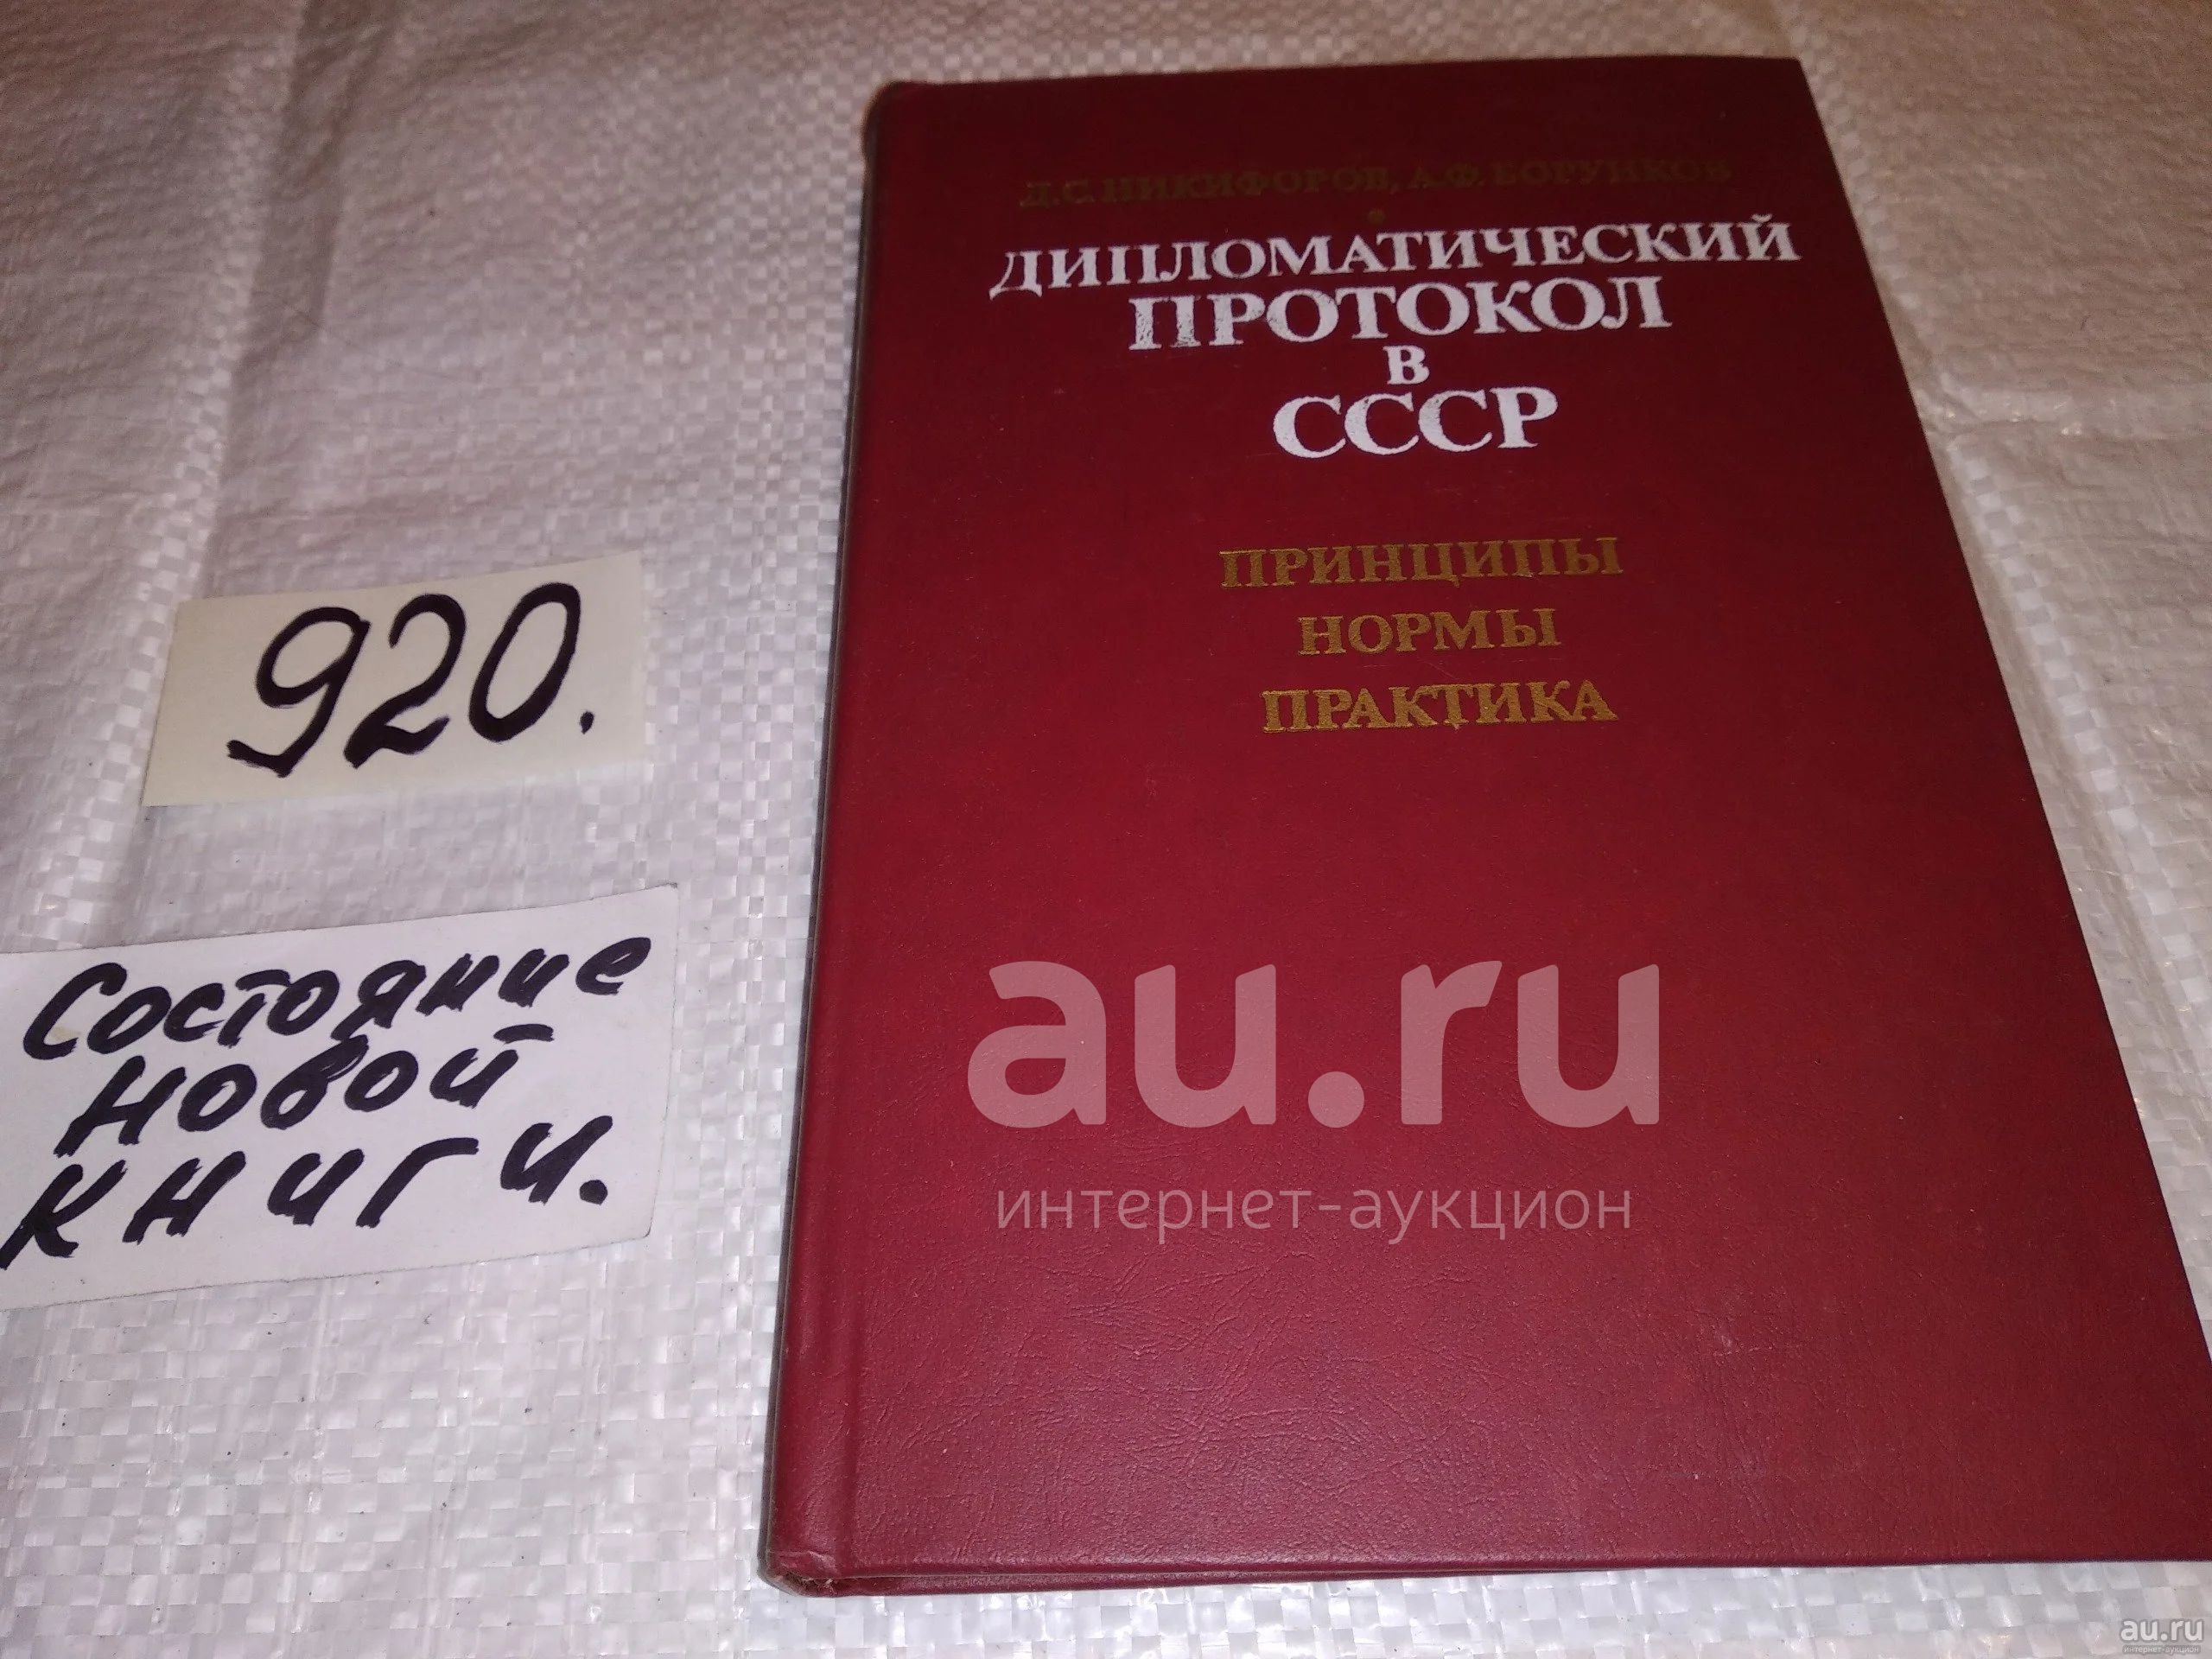 Д.С. НИКИФОРОВ, А.Ф. БОРУНКОВ
ДИПЛОМАТИЧЕСКИЙ
ПРОТОКОЛ
В
СССР
ПРИНЦИПЫ
НОРМЫ
ПРАКТИКА
920.
Состояние
новой
книги.
au.ru
интернет-аукцион
au.ru
интернет-аукцион